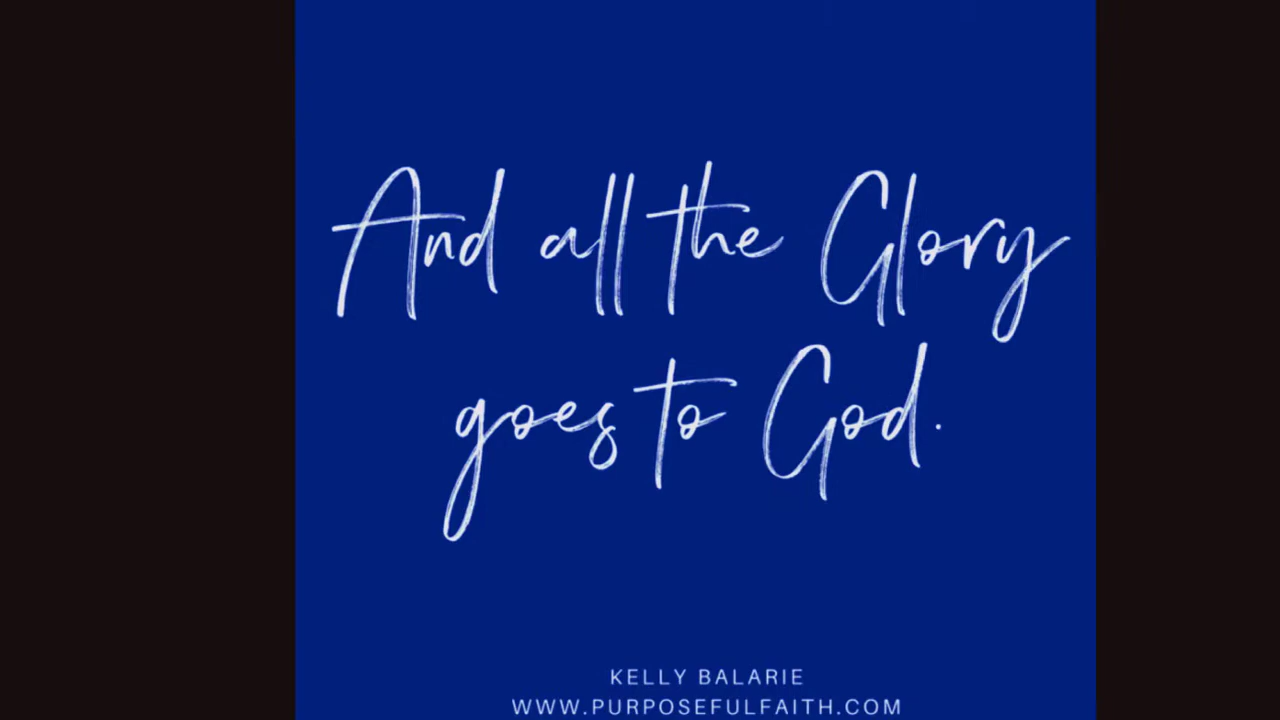 And all the Glory
goes to God.
KELLY BALARIE
WWW.PURPOSEFULFAITH.COM